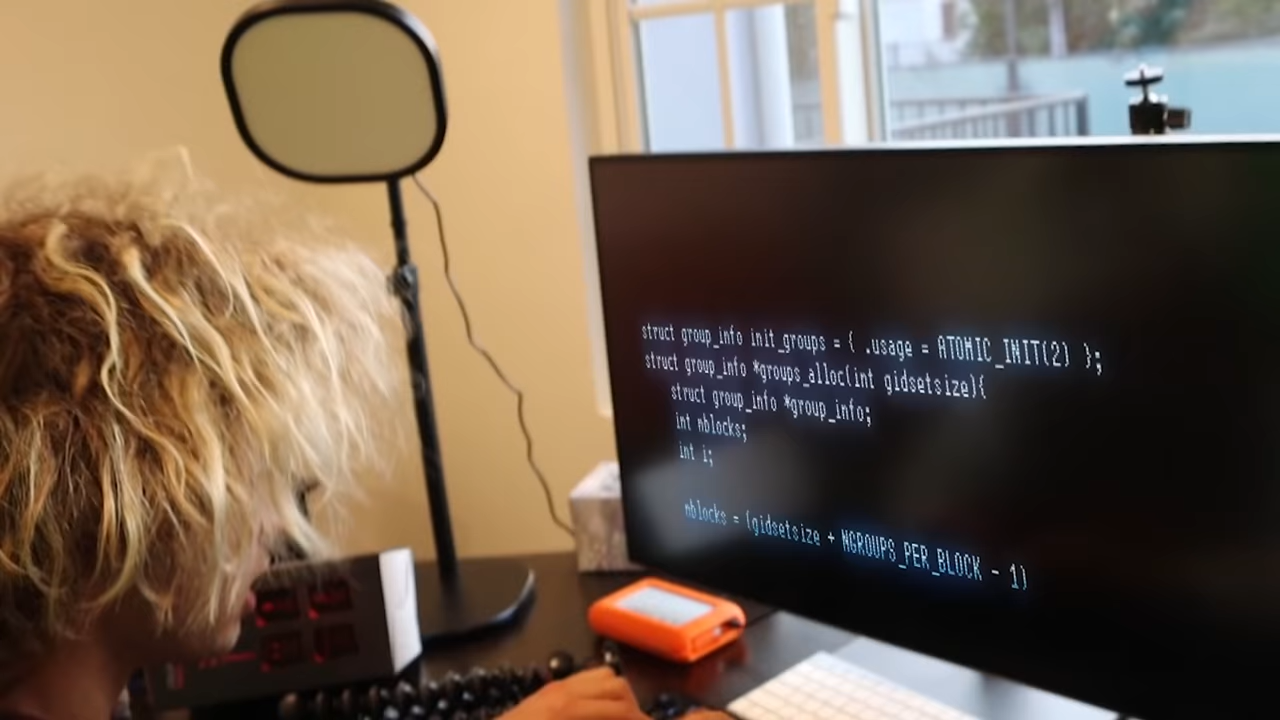 struct group_info init_groups = { .usage = ATOMIC_INIT(2) };
struct group_info *groups_alloc(int gidsetsize){
struct group_info *group_info;
int nblocks;
int i;
nblocks = (gidsetsize + NGROUPS_PER_BLOCK - 1)